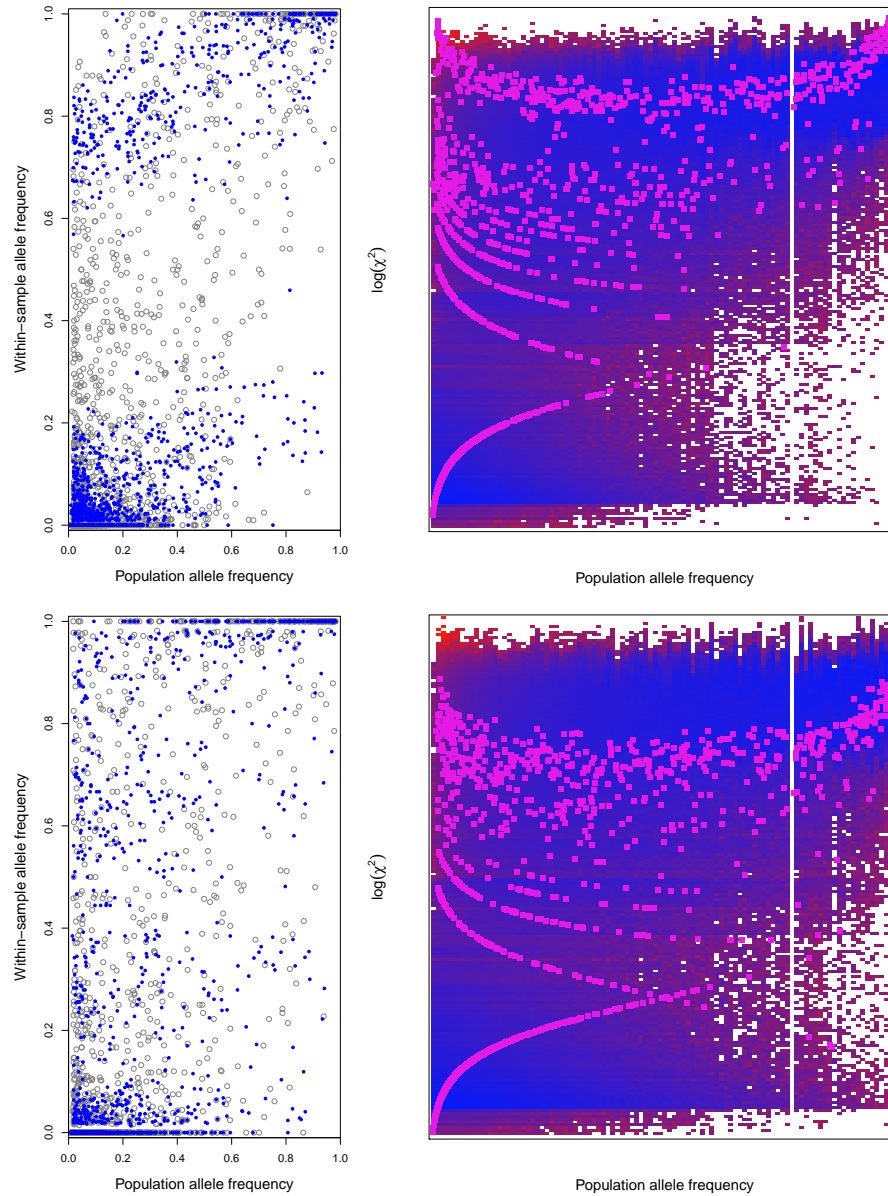 1.0
0.8
0.6
0.4
0.2
0.0
Within−sample allele frequency
0.0 0.2 0.4 0.6 0.8 1.0
Population allele frequency
log(χ²)
Population allele frequency
1.0
0.8
0.6
0.4
0.2
0.0
Within−sample allele frequency
0.0 0.2 0.4 0.6 0.8 1.0
Population allele frequency
log(χ²)
Population allele frequency